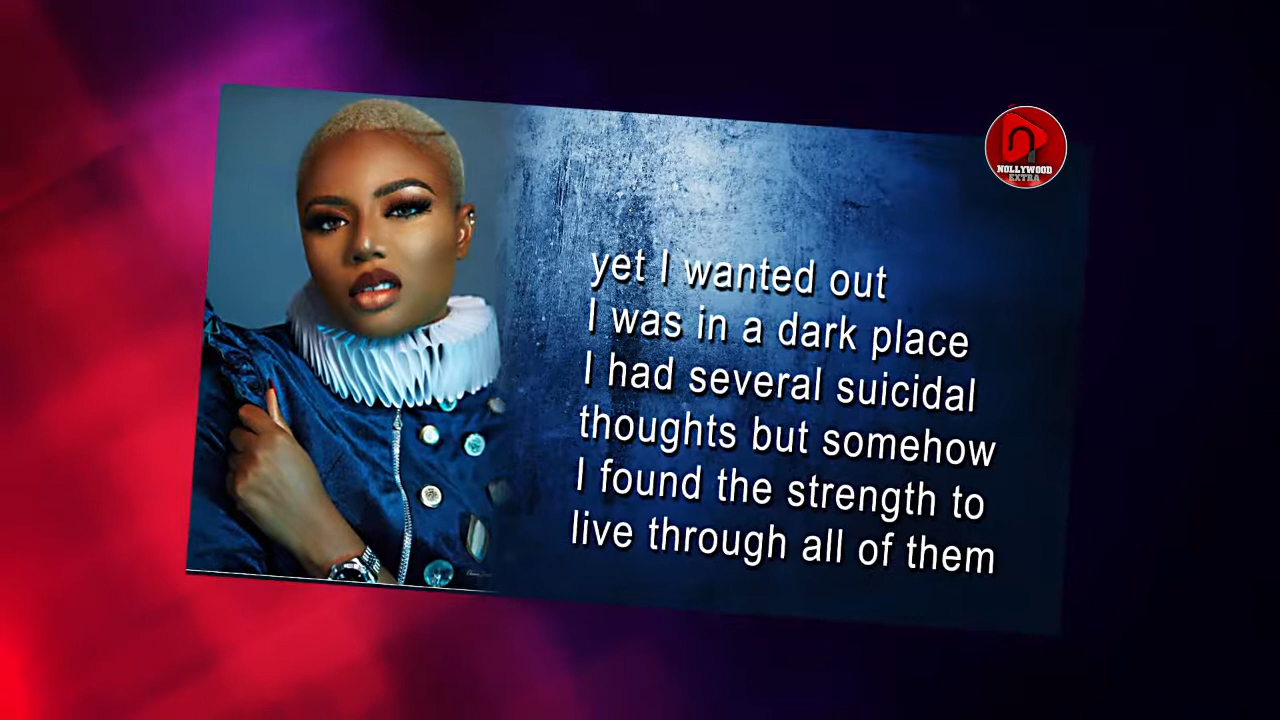 NOLLYWOOD
EXTRA
yet I wanted out
I was in a dark place
I had several suicidal
thoughts but somehow
I found the strength to
live through all of them